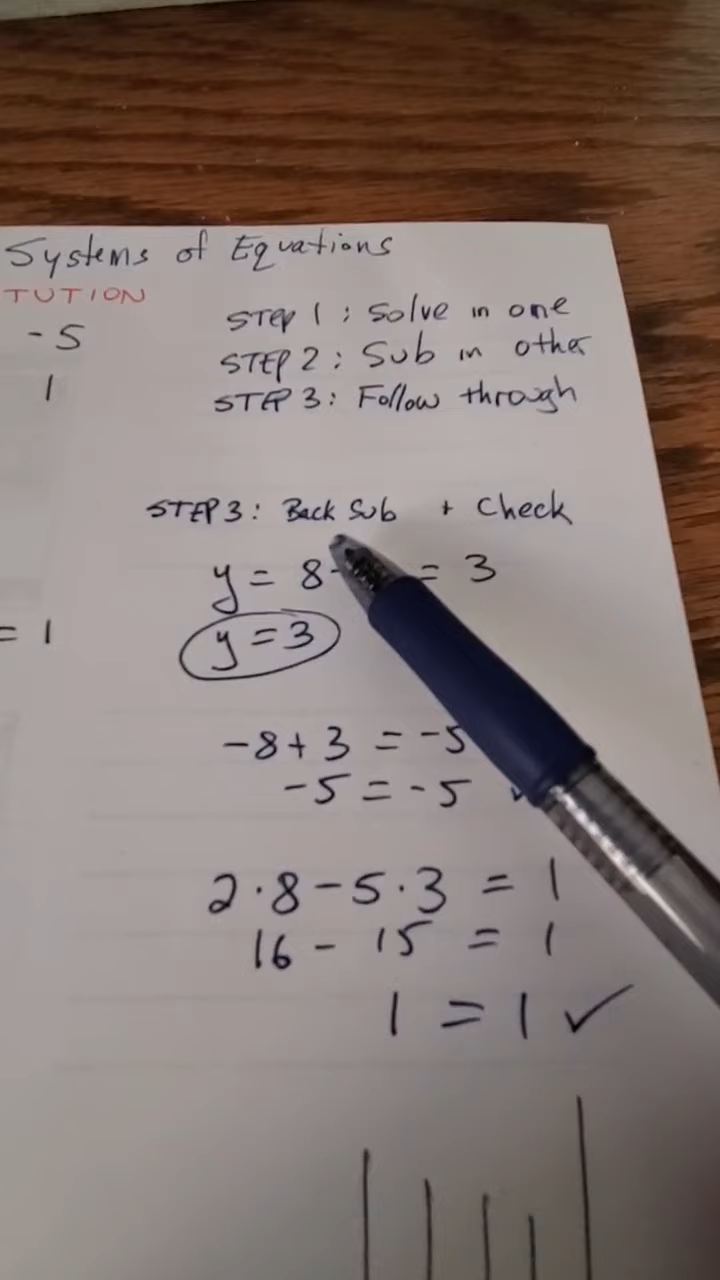 Systems of Equations
TUTION
-5
1
STEP 1: Solve in one
STEP 2: Sub in other
STEP 3: Follow through
STEP 3: Back Sub + Check
y = 8- = 3
y = 3
= 1
-8+3 = -5
-5 = -5
2·8-5·3 = 1
16 - 15 = 1
1 = 1 ✓